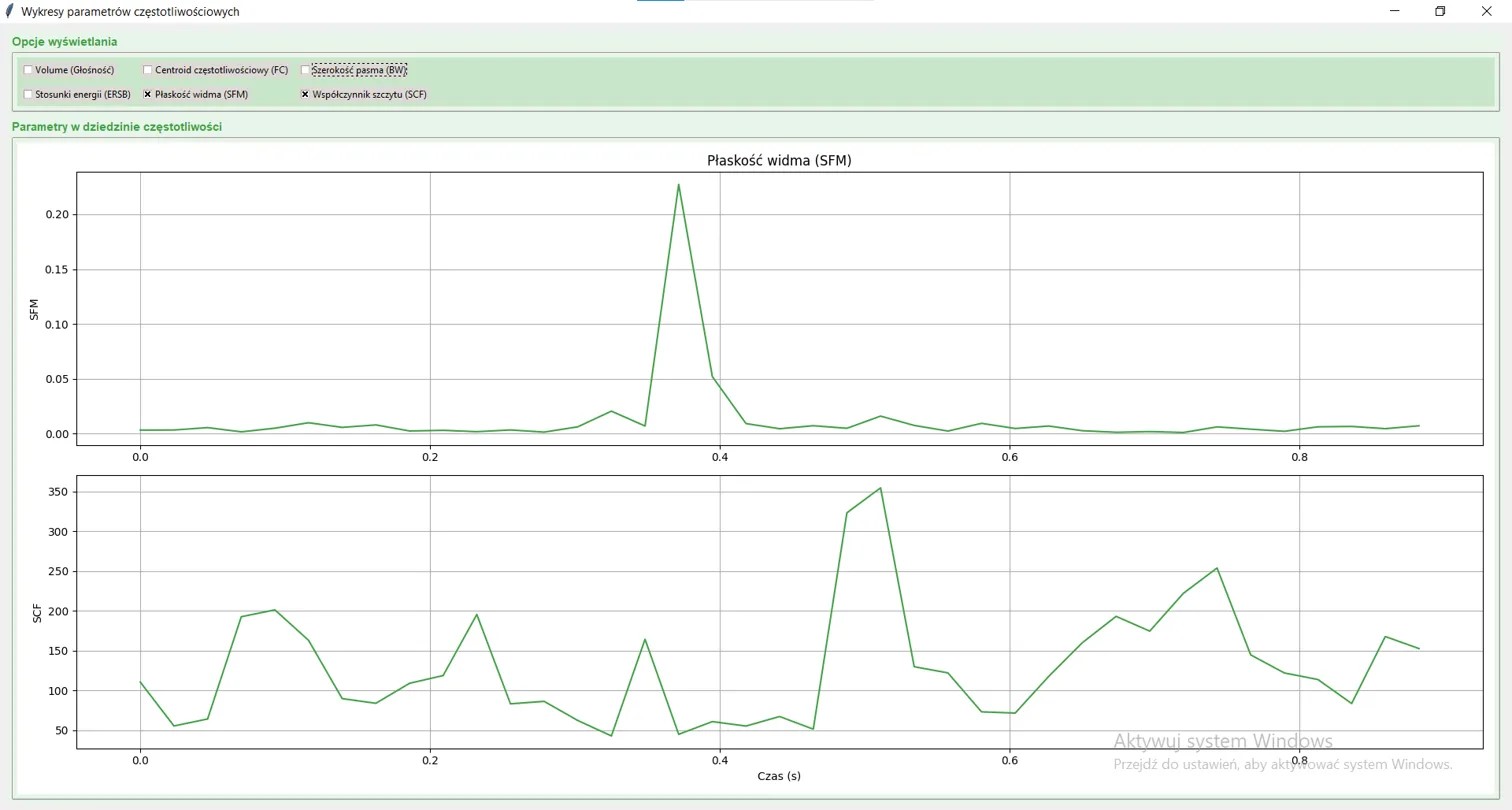 Wykresy parametrów częstotliwościowych
Opcje wyświetlania
Volume (Głośność) Centroid częstotliwościowy (FC) Szerokość pasma (BW)
Stosunki energii (ERSB) Płaskość widma (SFM) Współczynnik szczytu (SCF)
Parametry w dziedzinie częstotliwości
Płaskość widma (SFM)
0.20
0.15
SFM
0.10
0.05
0.00
0.0 0.2 0.4 0.6 0.8
350
300
250
SCF
200
150
100
50
0.0 0.2 0.4 0.6 0.8
Czas (s)
Aktywuj system Windows
Przejdź do ustawień, aby aktywować system Windows.